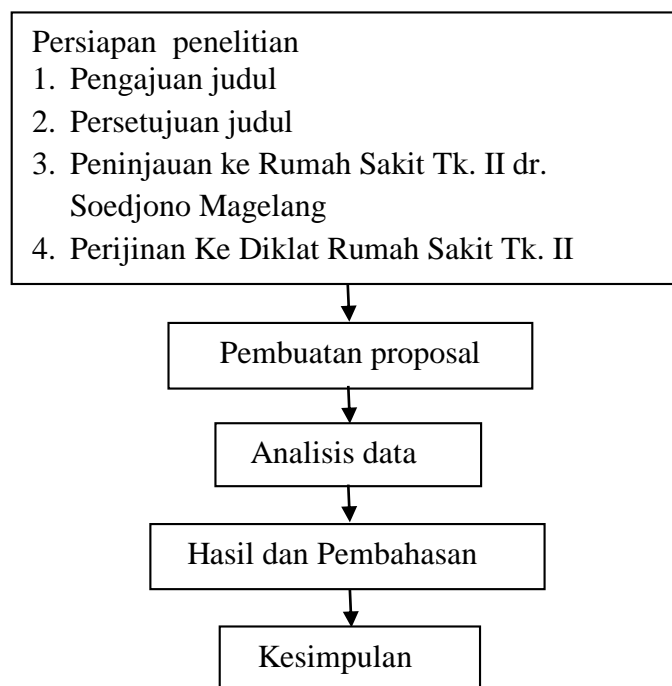 Persiapan penelitian
1. Pengajuan judul
2. Persetujuan judul
3. Peninjauan ke Rumah Sakit Tk. II dr.
Soedjono Magelang
4. Perijinan Ke Diklat Rumah Sakit Tk. II
Pembuatan proposal
Analisis data
Hasil dan Pembahasan
Kesimpulan